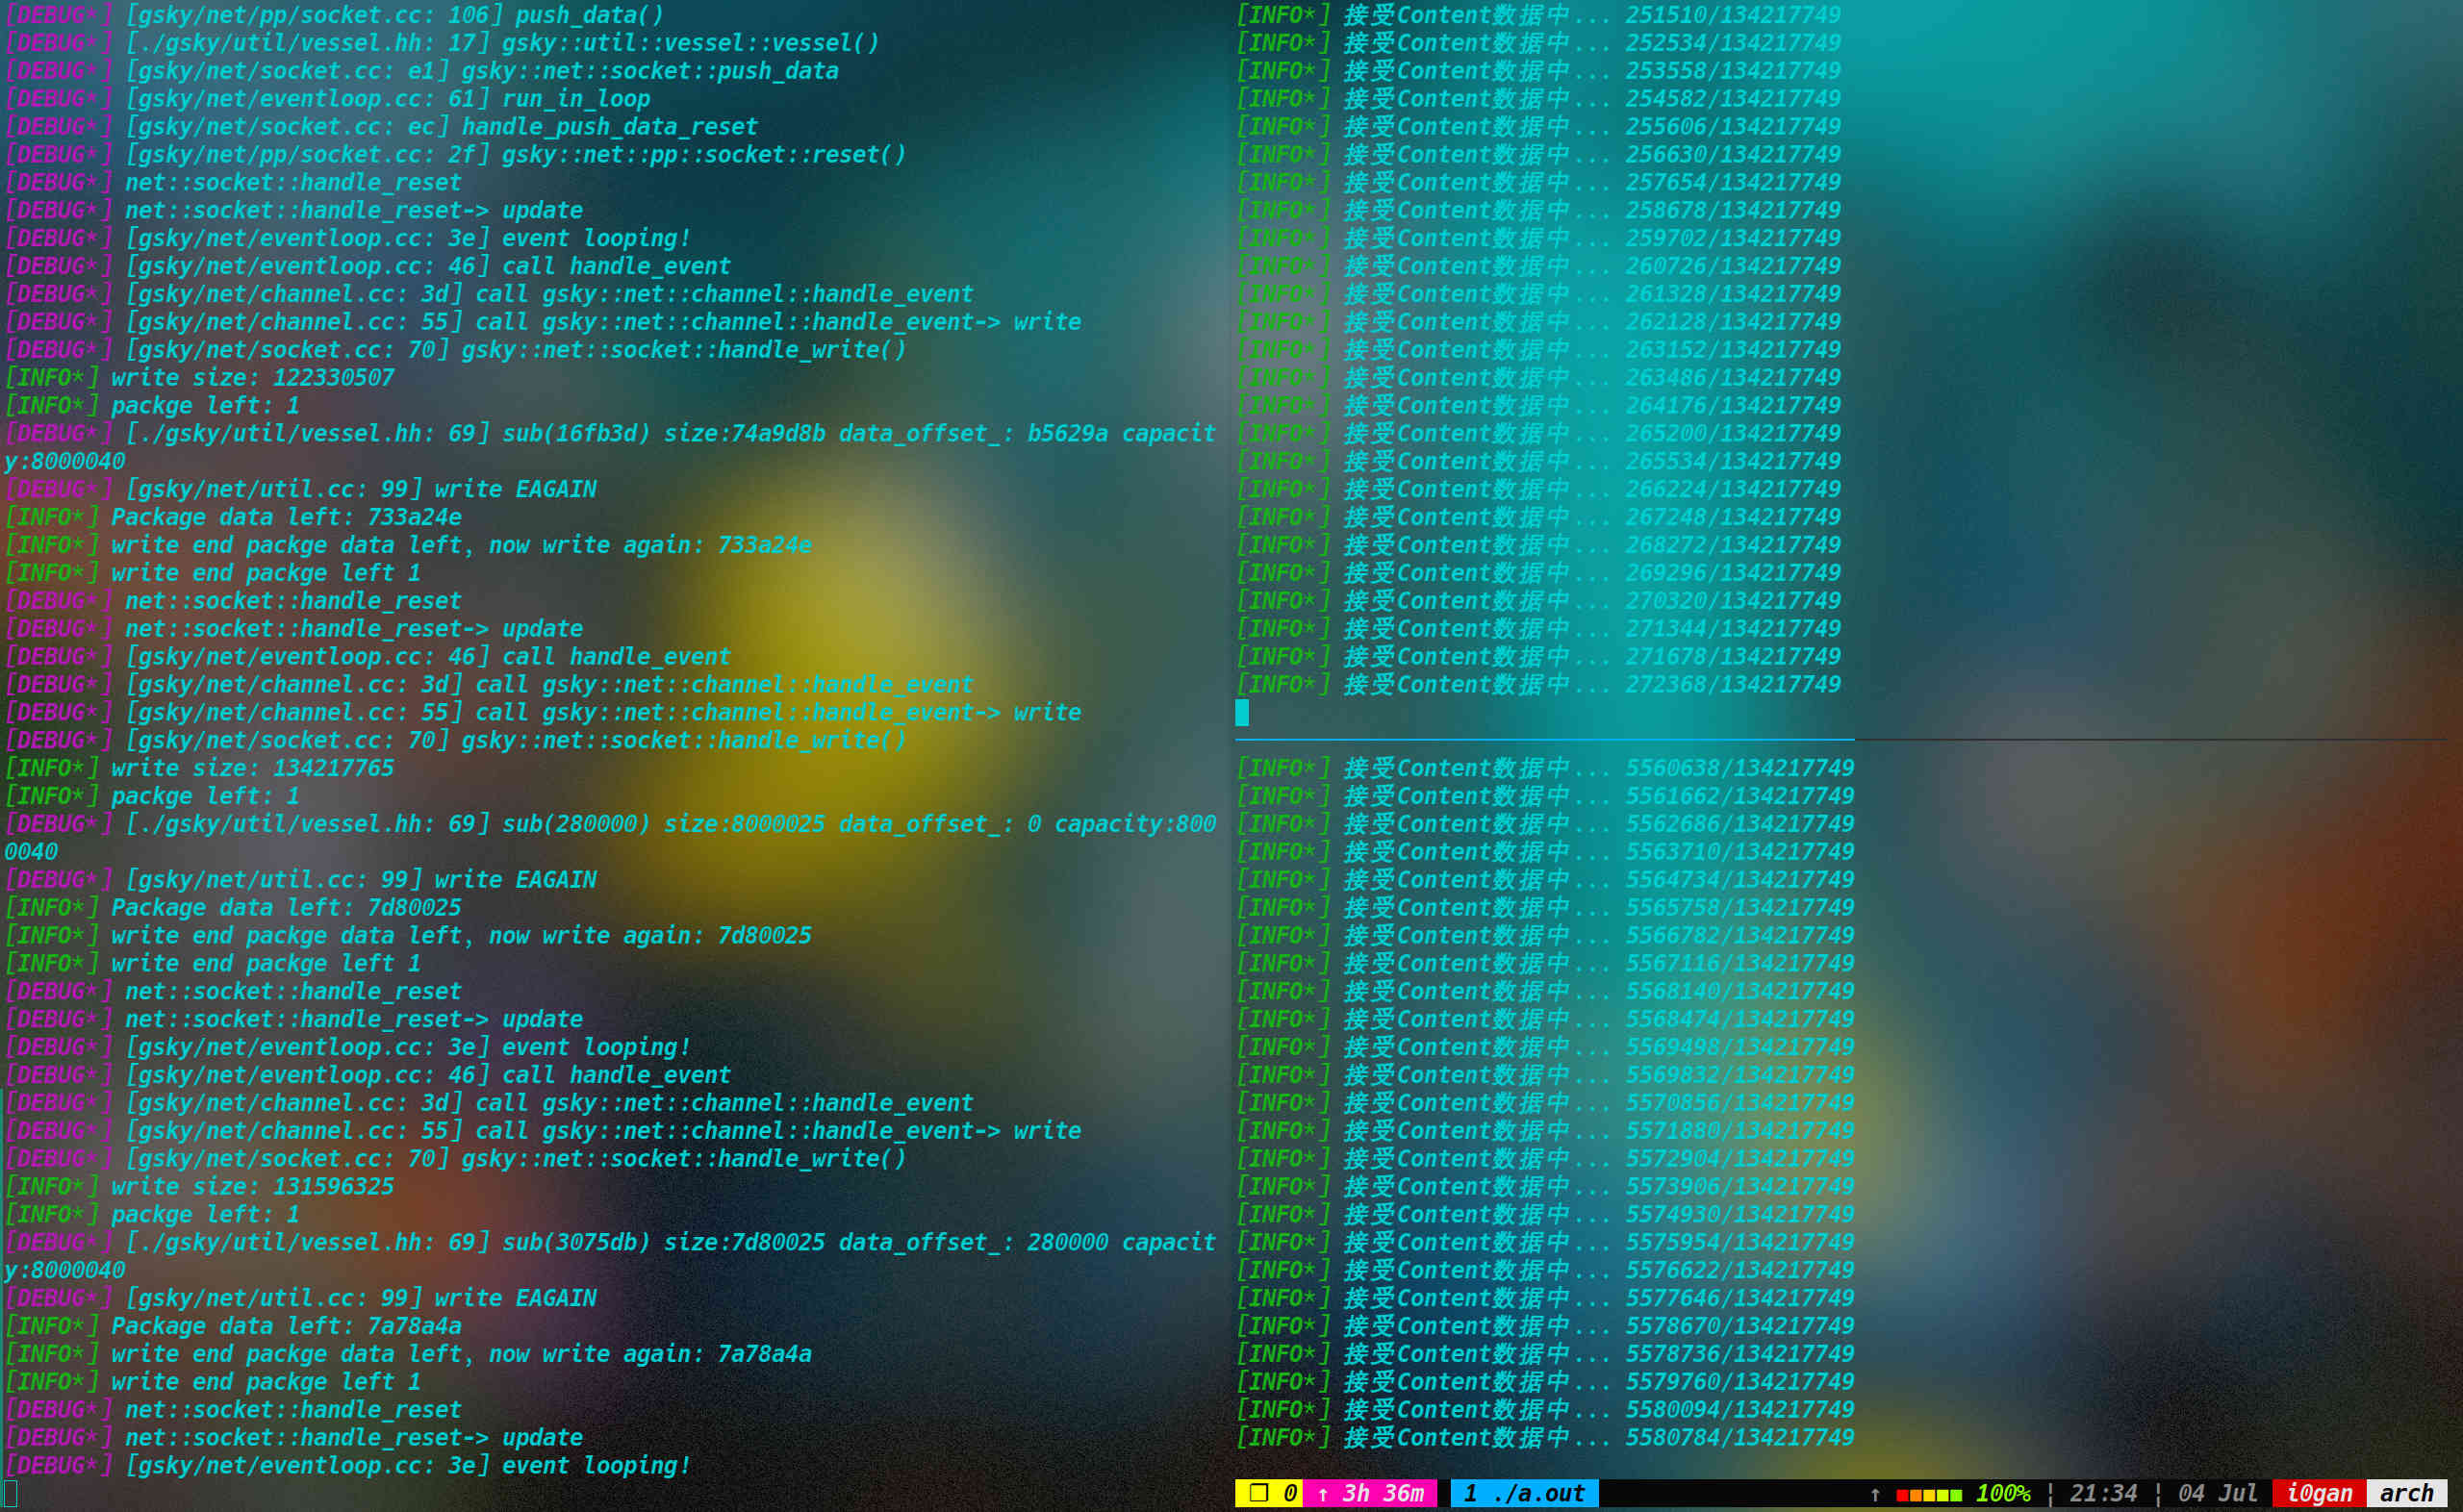 [DEBUG*] [gsky/net/pp/socket.cc: 106] push_data()
[DEBUG*] [./gsky/util/vessel.hh: 17] gsky::util::vessel::vessel()
[DEBUG*] [gsky/net/socket.cc: e1] gsky::net::socket::push_data
[DEBUG*] [gsky/net/eventloop.cc: 61] run_in_loop
[DEBUG*] [gsky/net/socket.cc: ec] handle_push_data_reset
[DEBUG*] [gsky/net/pp/socket.cc: 2f] gsky::net::pp::socket::reset()
[DEBUG*] net::socket::handle_reset
[DEBUG*] net::socket::handle_reset-> update
[DEBUG*] [gsky/net/eventloop.cc: 3e] event looping!
[DEBUG*] [gsky/net/eventloop.cc: 46] call handle_event
[DEBUG*] [gsky/net/channel.cc: 3d] call gsky::net::channel::handle_event
[DEBUG*] [gsky/net/channel.cc: 55] call gsky::net::channel::handle_event-> write
[DEBUG*] [gsky/net/socket.cc: 70] gsky::net::socket::handle_write()
[INFO*] write size: 122330507
[INFO*] packge left: 1
[DEBUG*] [./gsky/util/vessel.hh: 69] sub(16fb3d) size:74a9d8b data_offset_: b5629a capacit
y:8000040
[DEBUG*] [gsky/net/util.cc: 99] write EAGAIN
[INFO*] Package data left: 733a24e
[INFO*] write end packge data left, now write again: 733a24e
[INFO*] write end packge left 1
[DEBUG*] net::socket::handle_reset
[DEBUG*] net::socket::handle_reset-> update
[DEBUG*] [gsky/net/eventloop.cc: 46] call handle_event
[DEBUG*] [gsky/net/channel.cc: 3d] call gsky::net::channel::handle_event
[DEBUG*] [gsky/net/channel.cc: 55] call gsky::net::channel::handle_event-> write
[DEBUG*] [gsky/net/socket.cc: 70] gsky::net::socket::handle_write()
[INFO*] write size: 134217765
[INFO*] packge left: 1
[DEBUG*] [./gsky/util/vessel.hh: 69] sub(280000) size:8000025 data_offset_: 0 capacity:800
0040
[DEBUG*] [gsky/net/util.cc: 99] write EAGAIN
[INFO*] Package data left: 7d80025
[INFO*] write end packge data left, now write again: 7d80025
[INFO*] write end packge left 1
[DEBUG*] net::socket::handle_reset
[DEBUG*] net::socket::handle_reset-> update
[DEBUG*] [gsky/net/eventloop.cc: 3e] event looping!
[DEBUG*] [gsky/net/eventloop.cc: 46] call handle_event
[DEBUG*] [gsky/net/channel.cc: 3d] call gsky::net::channel::handle_event
[DEBUG*] [gsky/net/channel.cc: 55] call gsky::net::channel::handle_event-> write
[DEBUG*] [gsky/net/socket.cc: 70] gsky::net::socket::handle_write()
[INFO*] write size: 131596325
[INFO*] packge left: 1
[DEBUG*] [./gsky/util/vessel.hh: 69] sub(3075db) size:7d80025 data_offset_: 280000 capacit
y:8000040
[DEBUG*] [gsky/net/util.cc: 99] write EAGAIN
[INFO*] Package data left: 7a78a4a
[INFO*] write end packge data left, now write again: 7a78a4a
[INFO*] write end packge left 1
[DEBUG*] net::socket::handle_reset
[DEBUG*] net::socket::handle_reset-> update
[DEBUG*] [gsky/net/eventloop.cc: 3e] event looping!
[INFO*] 接受Content数据中... 251510/134217749
[INFO*] 接受Content数据中... 252534/134217749
[INFO*] 接受Content数据中... 253558/134217749
[INFO*] 接受Content数据中... 254582/134217749
[INFO*] 接受Content数据中... 255606/134217749
[INFO*] 接受Content数据中... 256630/134217749
[INFO*] 接受Content数据中... 257654/134217749
[INFO*] 接受Content数据中... 258678/134217749
[INFO*] 接受Content数据中... 259702/134217749
[INFO*] 接受Content数据中... 260726/134217749
[INFO*] 接受Content数据中... 261328/134217749
[INFO*] 接受Content数据中... 262128/134217749
[INFO*] 接受Content数据中... 263152/134217749
[INFO*] 接受Content数据中... 263486/134217749
[INFO*] 接受Content数据中... 264176/134217749
[INFO*] 接受Content数据中... 265200/134217749
[INFO*] 接受Content数据中... 265534/134217749
[INFO*] 接受Content数据中... 266224/134217749
[INFO*] 接受Content数据中... 267248/134217749
[INFO*] 接受Content数据中... 268272/134217749
[INFO*] 接受Content数据中... 269296/134217749
[INFO*] 接受Content数据中... 270320/134217749
[INFO*] 接受Content数据中... 271344/134217749
[INFO*] 接受Content数据中... 271678/134217749
[INFO*] 接受Content数据中... 272368/134217749
[INFO*] 接受Content数据中... 5560638/134217749
[INFO*] 接受Content数据中... 5561662/134217749
[INFO*] 接受Content数据中... 5562686/134217749
[INFO*] 接受Content数据中... 5563710/134217749
[INFO*] 接受Content数据中... 5564734/134217749
[INFO*] 接受Content数据中... 5565758/134217749
[INFO*] 接受Content数据中... 5566782/134217749
[INFO*] 接受Content数据中... 5567116/134217749
[INFO*] 接受Content数据中... 5568140/134217749
[INFO*] 接受Content数据中... 5568474/134217749
[INFO*] 接受Content数据中... 5569498/134217749
[INFO*] 接受Content数据中... 5569832/134217749
[INFO*] 接受Content数据中... 5570856/134217749
[INFO*] 接受Content数据中... 5571880/134217749
[INFO*] 接受Content数据中... 5572904/134217749
[INFO*] 接受Content数据中... 5573906/134217749
[INFO*] 接受Content数据中... 5574930/134217749
[INFO*] 接受Content数据中... 5575954/134217749
[INFO*] 接受Content数据中... 5576622/134217749
[INFO*] 接受Content数据中... 5577646/134217749
[INFO*] 接受Content数据中... 5578670/134217749
[INFO*] 接受Content数据中... 5578736/134217749
[INFO*] 接受Content数据中... 5579760/134217749
[INFO*] 接受Content数据中... 5580094/134217749
[INFO*] 接受Content数据中... 5580784/134217749
❐ 0 ↑ 3h 36m 1 ./a.out ↑ 100% ¦ 21:34 ¦ 04 Jul i0gan arch